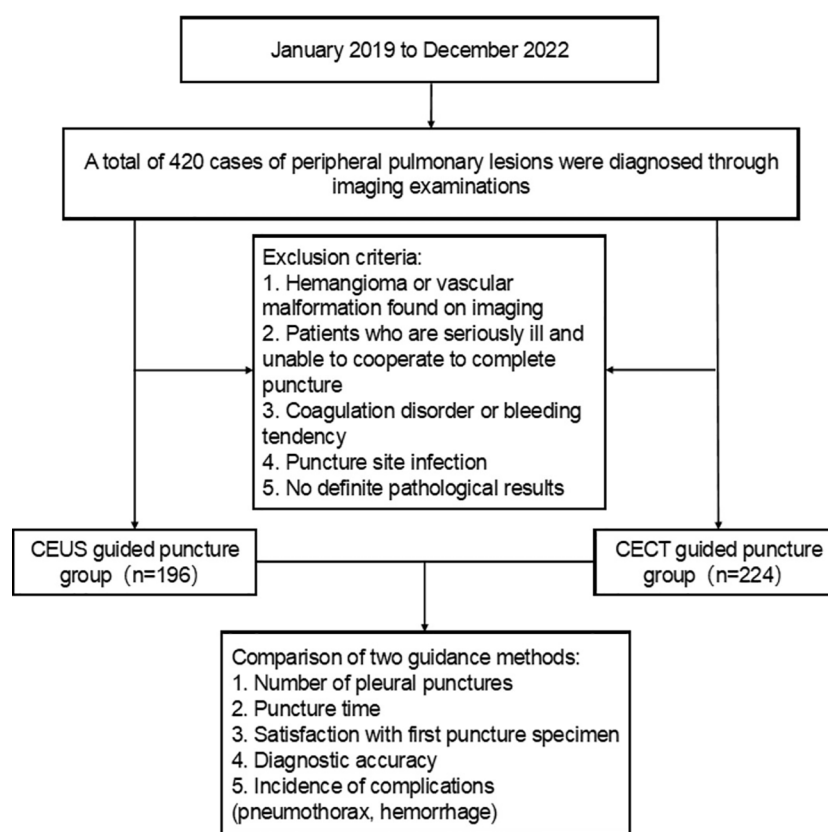 January 2019 to December 2022
A total of 420 cases of peripheral pulmonary lesions were diagnosed through
imaging examinations
Exclusion criteria:
1. Hemangioma or vascular
malformation found on imaging
2. Patients who are seriously ill and
unable to cooperate to complete
puncture
3. Coagulation disorder or bleeding
tendency
4. Puncture site infection
5. No definite pathological results
CEUS guided puncture
group（n=196)
CECT guided puncture
group（n=224)
Comparison of two guidance methods:
1. Number of pleural punctures
2. Puncture time
3. Satisfaction with first puncture specimen
4. Diagnostic accuracy
5. Incidence of complications
(pneumothorax, hemorrhage)